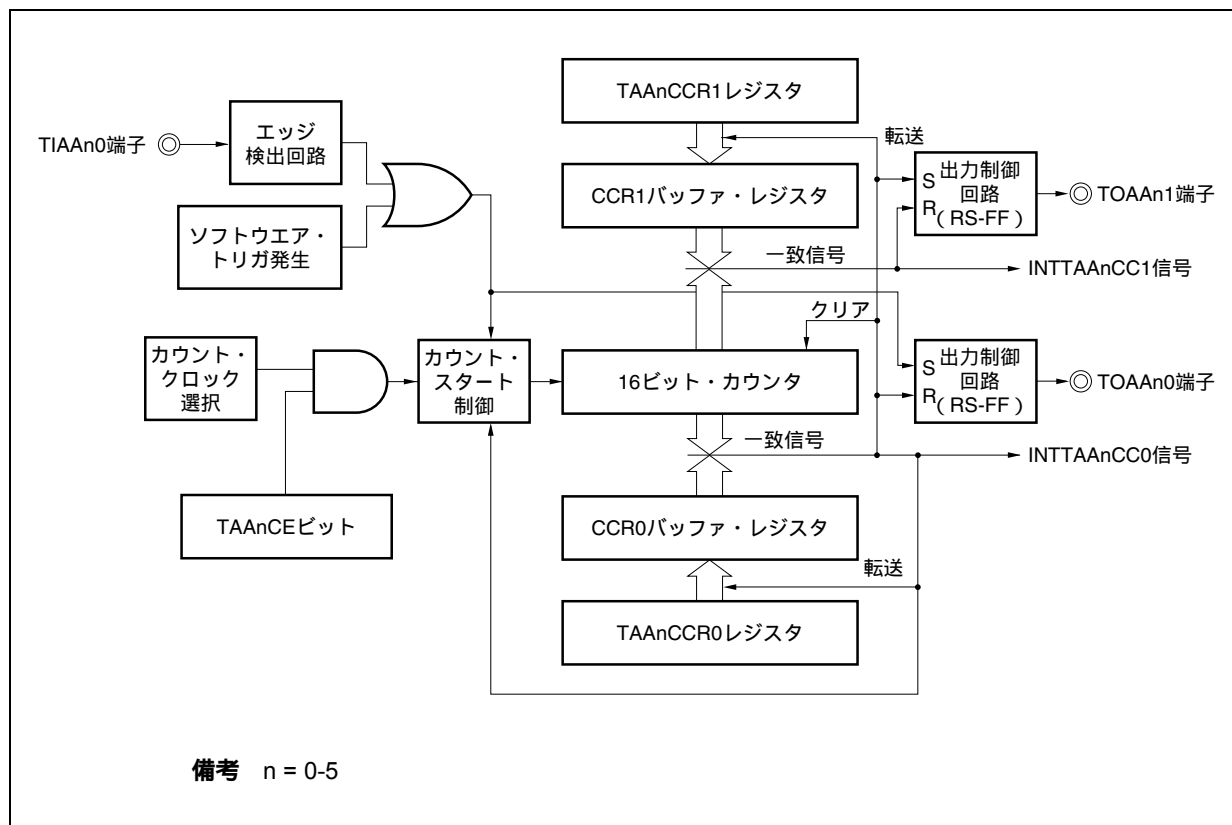 TAAnCCR1レジスタ
TIAAn0端子
エッジ
検出回路
転送
CCR1バッファ・レジスタ
S
R
出力制御
回路
(RS-FF)
TOAAn1端子
ソフトウエア・
トリガ発生
一致信号
INTTAAnCC1信号
クリア
カウント・
クロック
選択
カウント・
スタート
制御
16ビット・カウンタ
S
R
出力制御
回路
(RS-FF)
TOAAn0端子
一致信号
INTTAAnCC0信号
TAAnCEビット
CCR0バッファ・レジスタ
転送
TAAnCCR0レジスタ
備考 n = 0-5